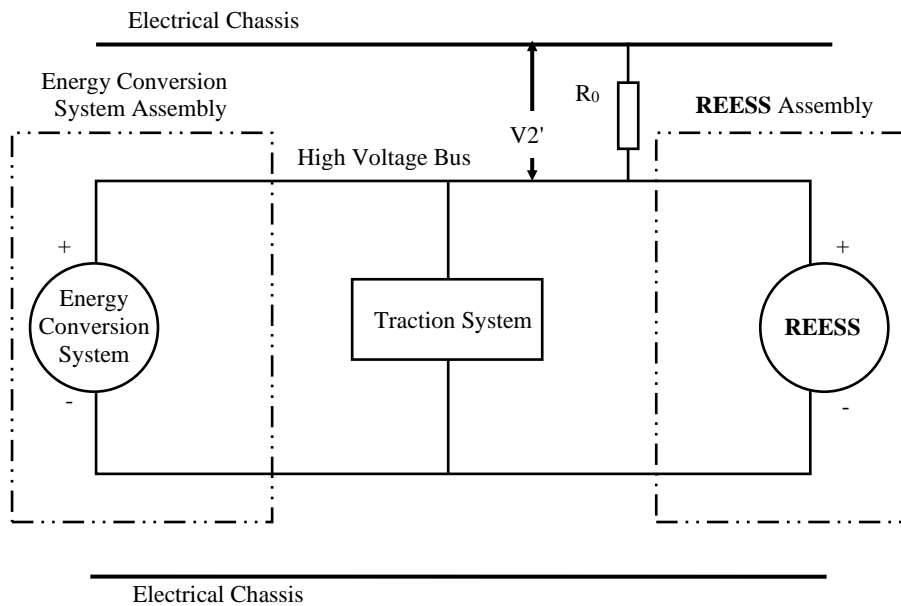 Electrical Chassis
Energy Conversion
System Assembly
R0
REESS Assembly
V2'
High Voltage Bus
+
+
Energy
Conversion
System
Traction System
REESS
-
-
Electrical Chassis